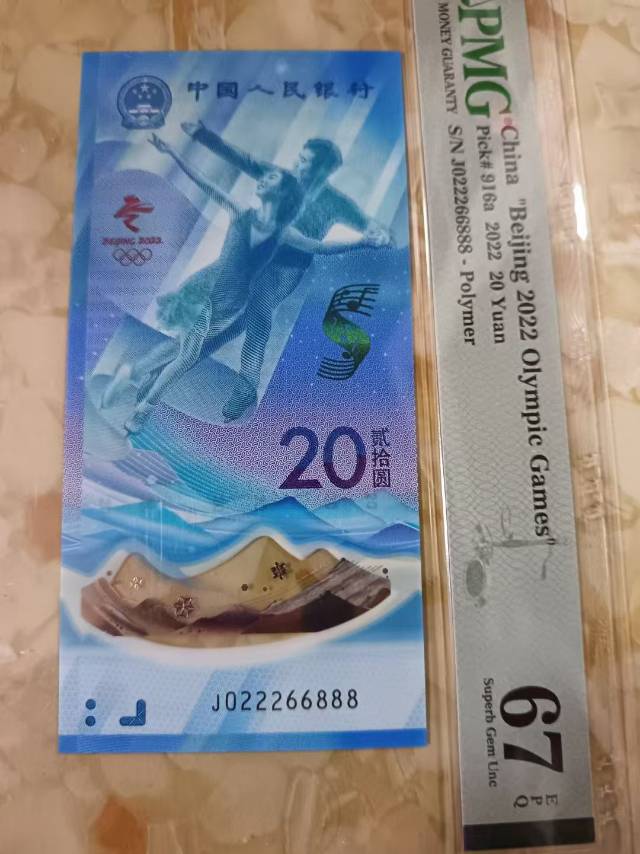 中国人民银行
BEIJING 2022
20
贰拾圆
J022266888
PMG
MONEY GUARANTY
China "Beijing 2022 Olympic Games"
Pick# 916a 2022 20 Yuan
S/N J022266888 - Polymer
67
EPQ
Superb Gem Unc